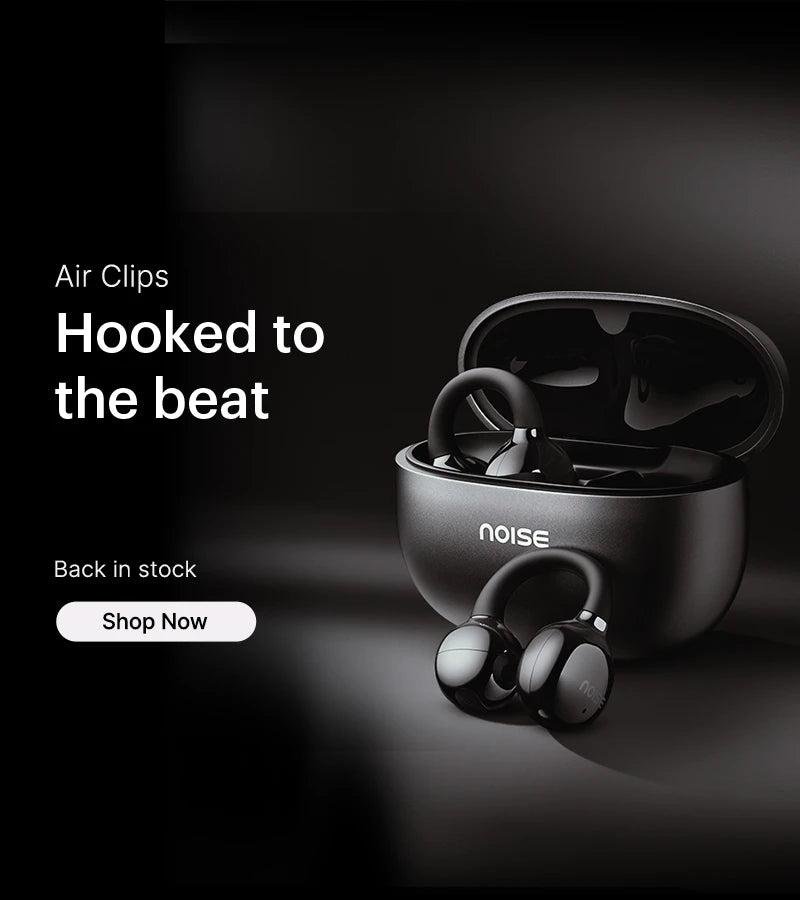 Air Clips
Hooked to
the beat
Back in stock
Shop Now
NOISE
NOISE